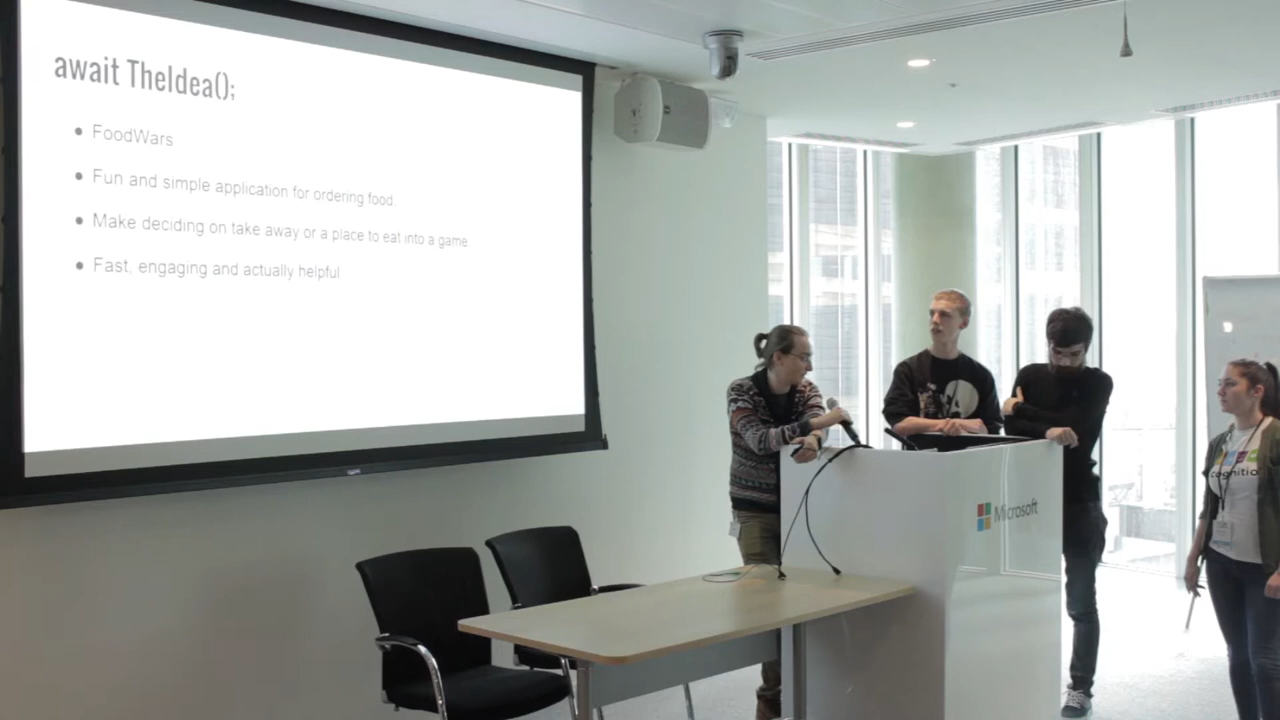 await TheIdea();
FoodWars
Fun and simple application for ordering food.
Make deciding on take away or a place to eat into a game
Fast, engaging and actually helpful
Microsoft
cognitio